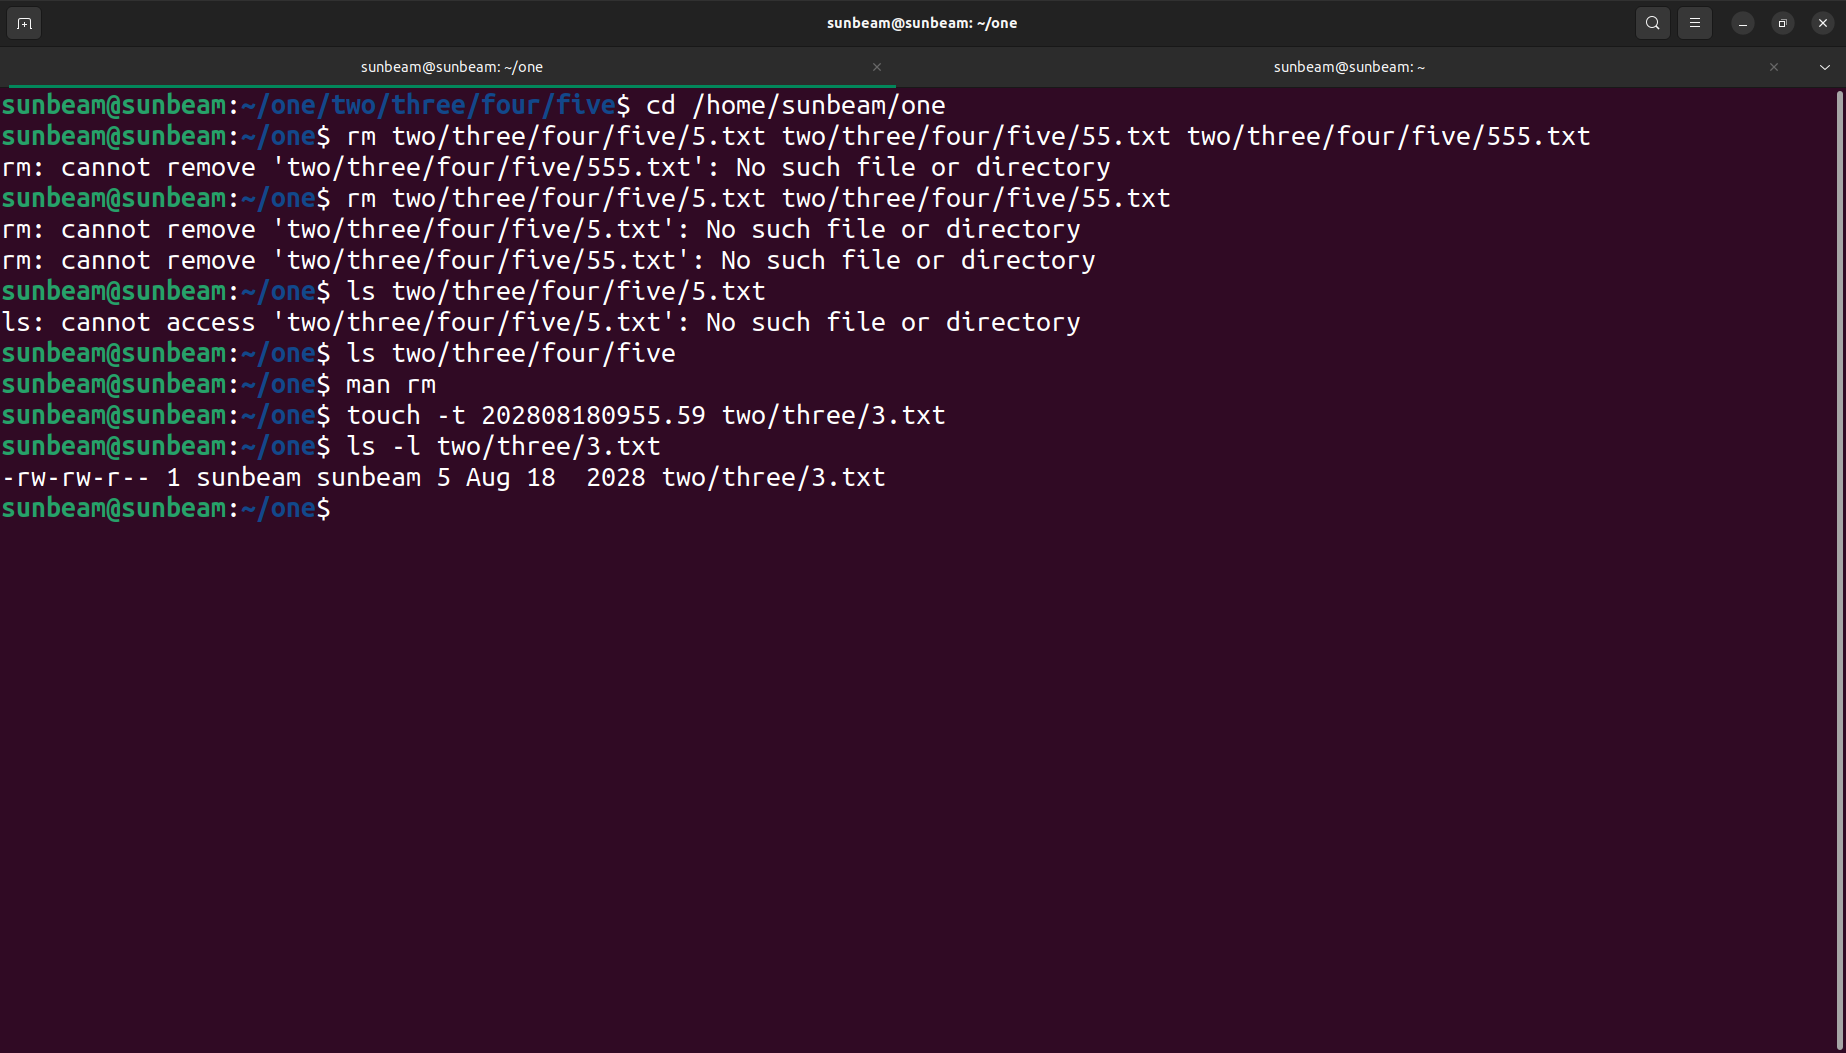 sunbeam@sunbeam: ~/one
sunbeam@sunbeam: ~/one
sunbeam@sunbeam: ~
sunbeam@sunbeam:~/one/two/three/four/five$ cd /home/sunbeam/one
sunbeam@sunbeam:~/one$ rm two/three/four/five/5.txt two/three/four/five/55.txt two/three/four/five/555.txt
rm: cannot remove 'two/three/four/five/555.txt': No such file or directory
sunbeam@sunbeam:~/one$ rm two/three/four/five/5.txt two/three/four/five/55.txt
rm: cannot remove 'two/three/four/five/5.txt': No such file or directory
rm: cannot remove 'two/three/four/five/55.txt': No such file or directory
sunbeam@sunbeam:~/one$ ls two/three/four/five/5.txt
ls: cannot access 'two/three/four/five/5.txt': No such file or directory
sunbeam@sunbeam:~/one$ ls two/three/four/five
sunbeam@sunbeam:~/one$ man rm
sunbeam@sunbeam:~/one$ touch -t 202808180955.59 two/three/3.txt
sunbeam@sunbeam:~/one$ ls -l two/three/3.txt
-rw-rw-r-- 1 sunbeam sunbeam 5 Aug 18  2028 two/three/3.txt
sunbeam@sunbeam:~/one$